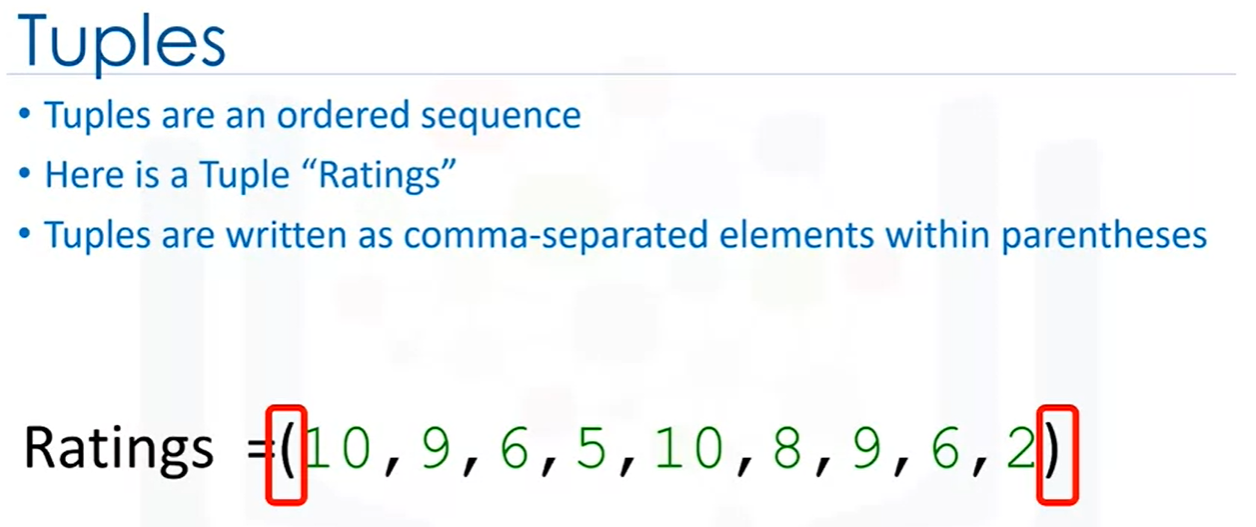 Tuples
• Tuples are an ordered sequence
• Here is a Tuple “Ratings”
• Tuples are written as comma-separated elements within parentheses
Ratings =(10,9,6,5,10,8,9,6,2)